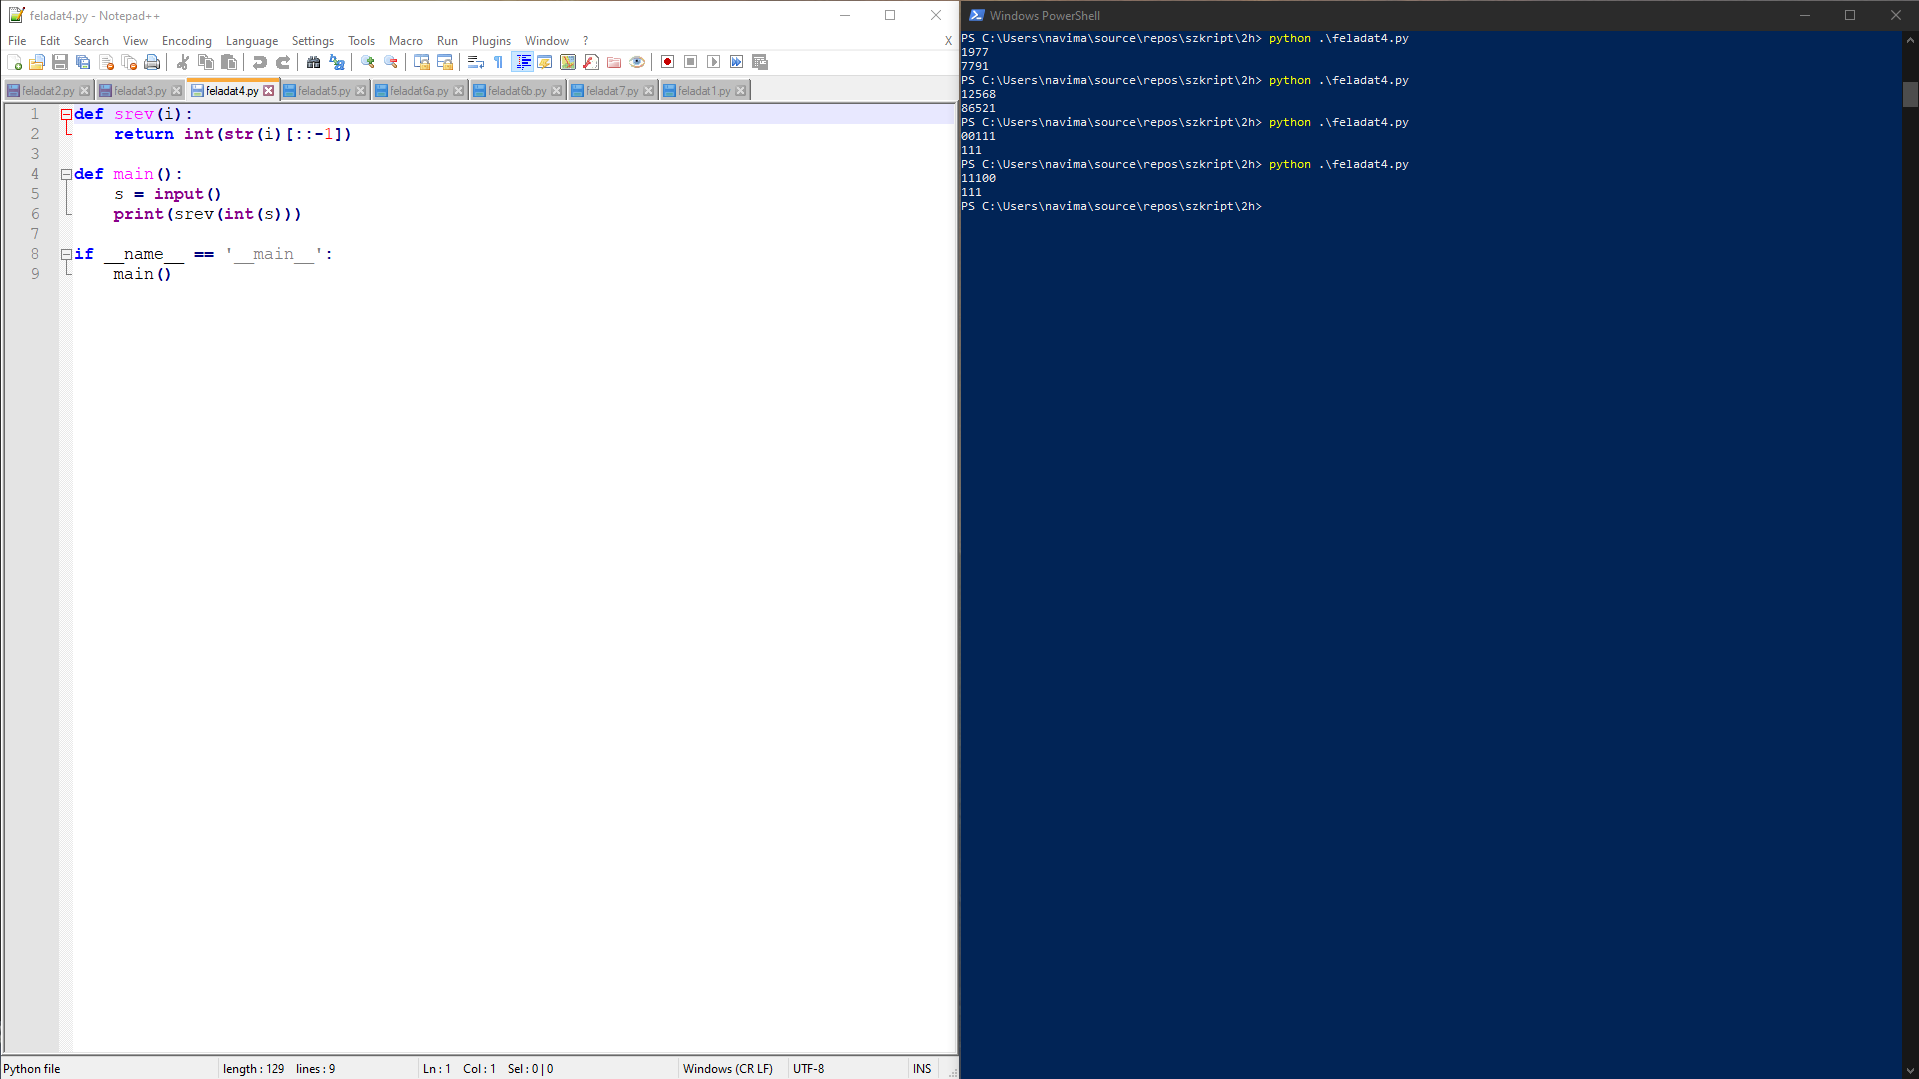 feladat4.py - Notepad++
File Edit Search View Encoding Language Settings Tools Macro Run Plugins Window ? X
feladat2.py feladat3.py feladat4.py feladat5.py feladat6a.py feladat6b.py feladat7.py feladat1.py
1 def srev(i):
2 return int(str(i)[::-1])
3
4 def main():
5 s = input()
6 print(srev(int(s)))
7
8 if __name__ == '__main__':
9 main()
Python file length : 129 lines : 9 Ln : 1 Col : 1 Sel : 0 | 0 Windows (CR LF) UTF-8 INS
Windows PowerShell
PS C:\Users\navima\source\repos\szkript\2h> python .\feladat4.py
1977
7791
PS C:\Users\navima\source\repos\szkript\2h> python .\feladat4.py
12568
86521
PS C:\Users\navima\source\repos\szkript\2h> python .\feladat4.py
00111
111
PS C:\Users\navima\source\repos\szkript\2h> python .\feladat4.py
11100
111
PS C:\Users\navima\source\repos\szkript\2h>